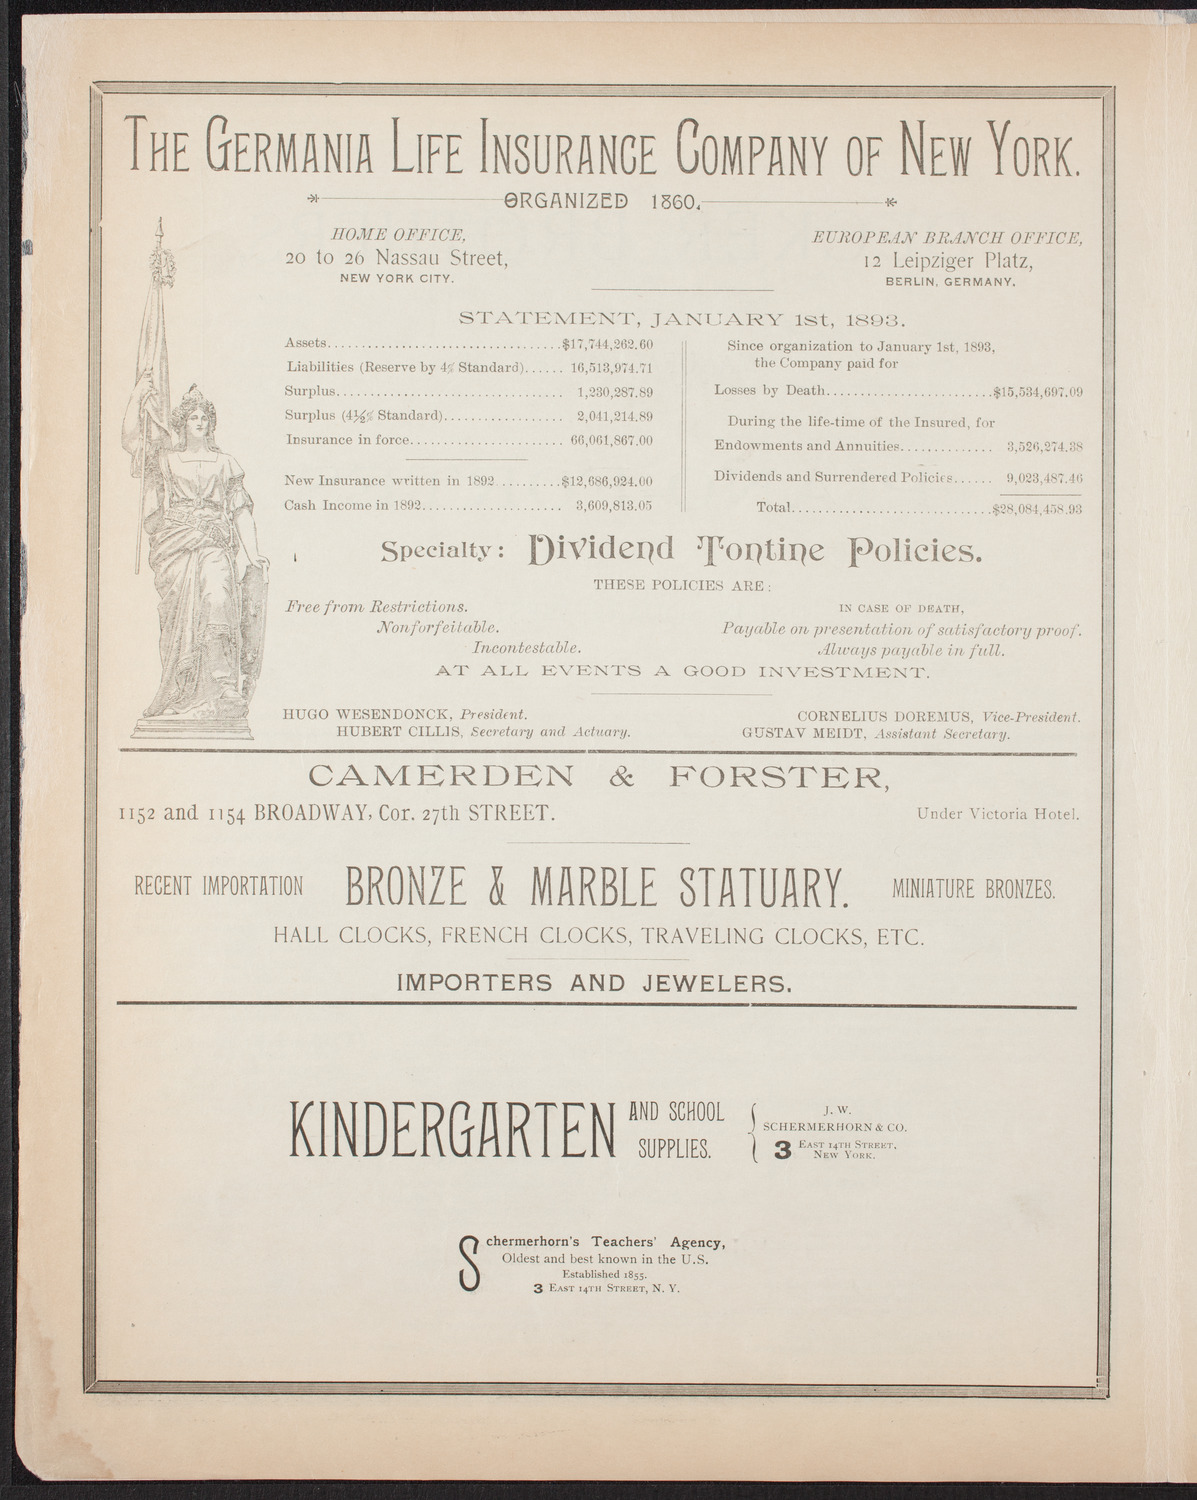 THE GERMANIA LIFE INSURANCE COMPANY OF NEW YORK.
ORGANIZED 1860.
HOME OFFICE,
20 to 26 Nassau Street,
NEW YORK CITY.
EUROPEAN BRANCH OFFICE,
12 Leipziger Platz,
BERLIN, GERMANY.
STATEMENT, JANUARY 1st, 1893.
Assets..................................$17,744,262.60
Liabilities (Reserve by 4% Standard)...... 16,513,974.71
Surplus................................. 1,230,287.89
Surplus (4½% Standard).................. 2,041,214.89
Insurance in force...................... 66,061,867.00
New Insurance written in 1892..........$12,686,924.00
Cash Income in 1892..................... 3,609,813.05
Since organization to January 1st, 1893,
the Company paid for
Losses by Death.........................$15,534,697.09
During the life-time of the Insured, for
Endowments and Annuities.............. 3,526,274.38
Dividends and Surrendered Policies...... 9,023,487.46
Total..............................$28,084,458.93
Specialty: Dividend Tontine Policies.
THESE POLICIES ARE:
Free from Restrictions.
Nonforfeitable.
Incontestable.
IN CASE OF DEATH,
Payable on presentation of satisfactory proof.
Always payable in full.
AT ALL EVENTS A GOOD INVESTMENT.
HUGO WESENDONCK, President.
HUBERT CILLIS, Secretary and Actuary.
CORNELIUS DOREMUS, Vice-President.
GUSTAV MEIDT, Assistant Secretary.
CAMERDEN & FORSTER,
1152 and 1154 BROADWAY, Cor. 27th STREET.
Under Victoria Hotel.
RECENT IMPORTATION BRONZE & MARBLE STATUARY. MINIATURE BRONZES.
HALL CLOCKS, FRENCH CLOCKS, TRAVELING CLOCKS, ETC.
IMPORTERS AND JEWELERS.
KINDERGARTEN AND SCHOOL
SUPPLIES.
J. W.
SCHERMERHORN & CO.
3 EAST 14TH STREET,
NEW YORK.
Schermerhorn's Teachers' Agency,
Oldest and best known in the U.S.
Established 1855.
3 EAST 14TH STREET, N. Y.